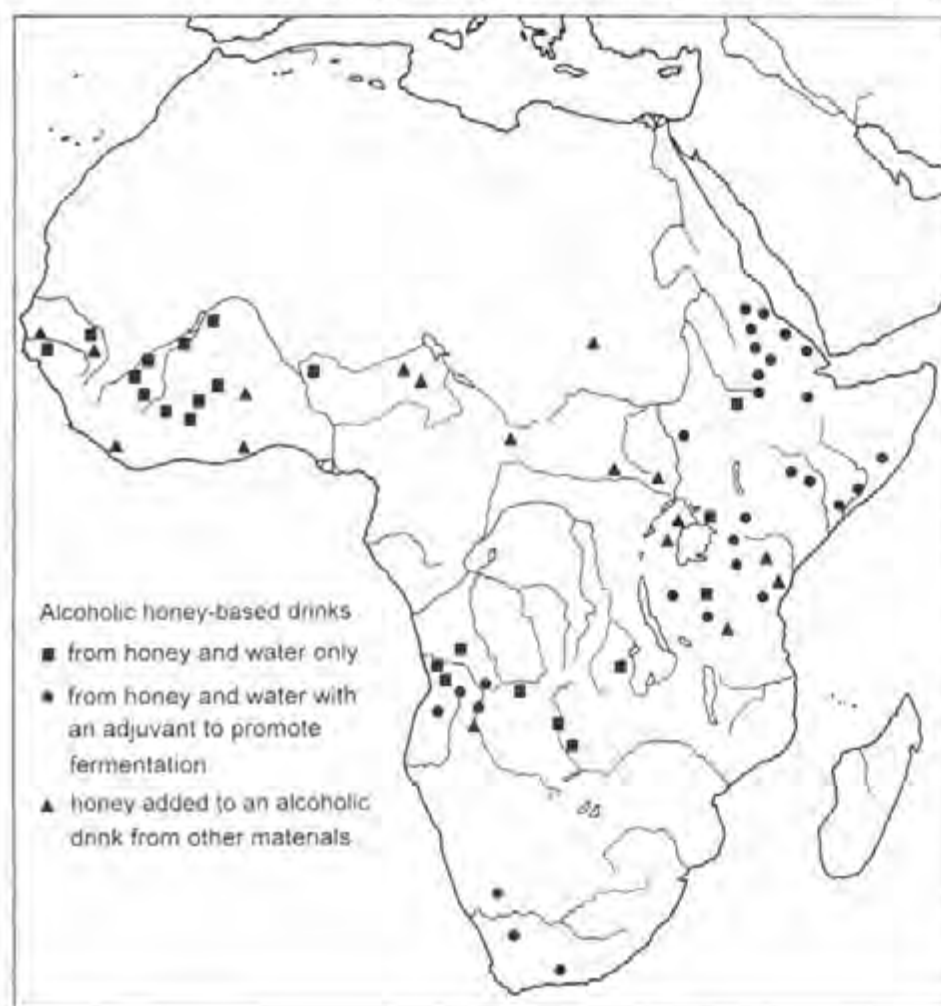 Alcoholic honey-based drinks
from honey and water only
from honey and water with
an adjuvant to promote
fermentation
honey added to an alcoholic
drink from other materials